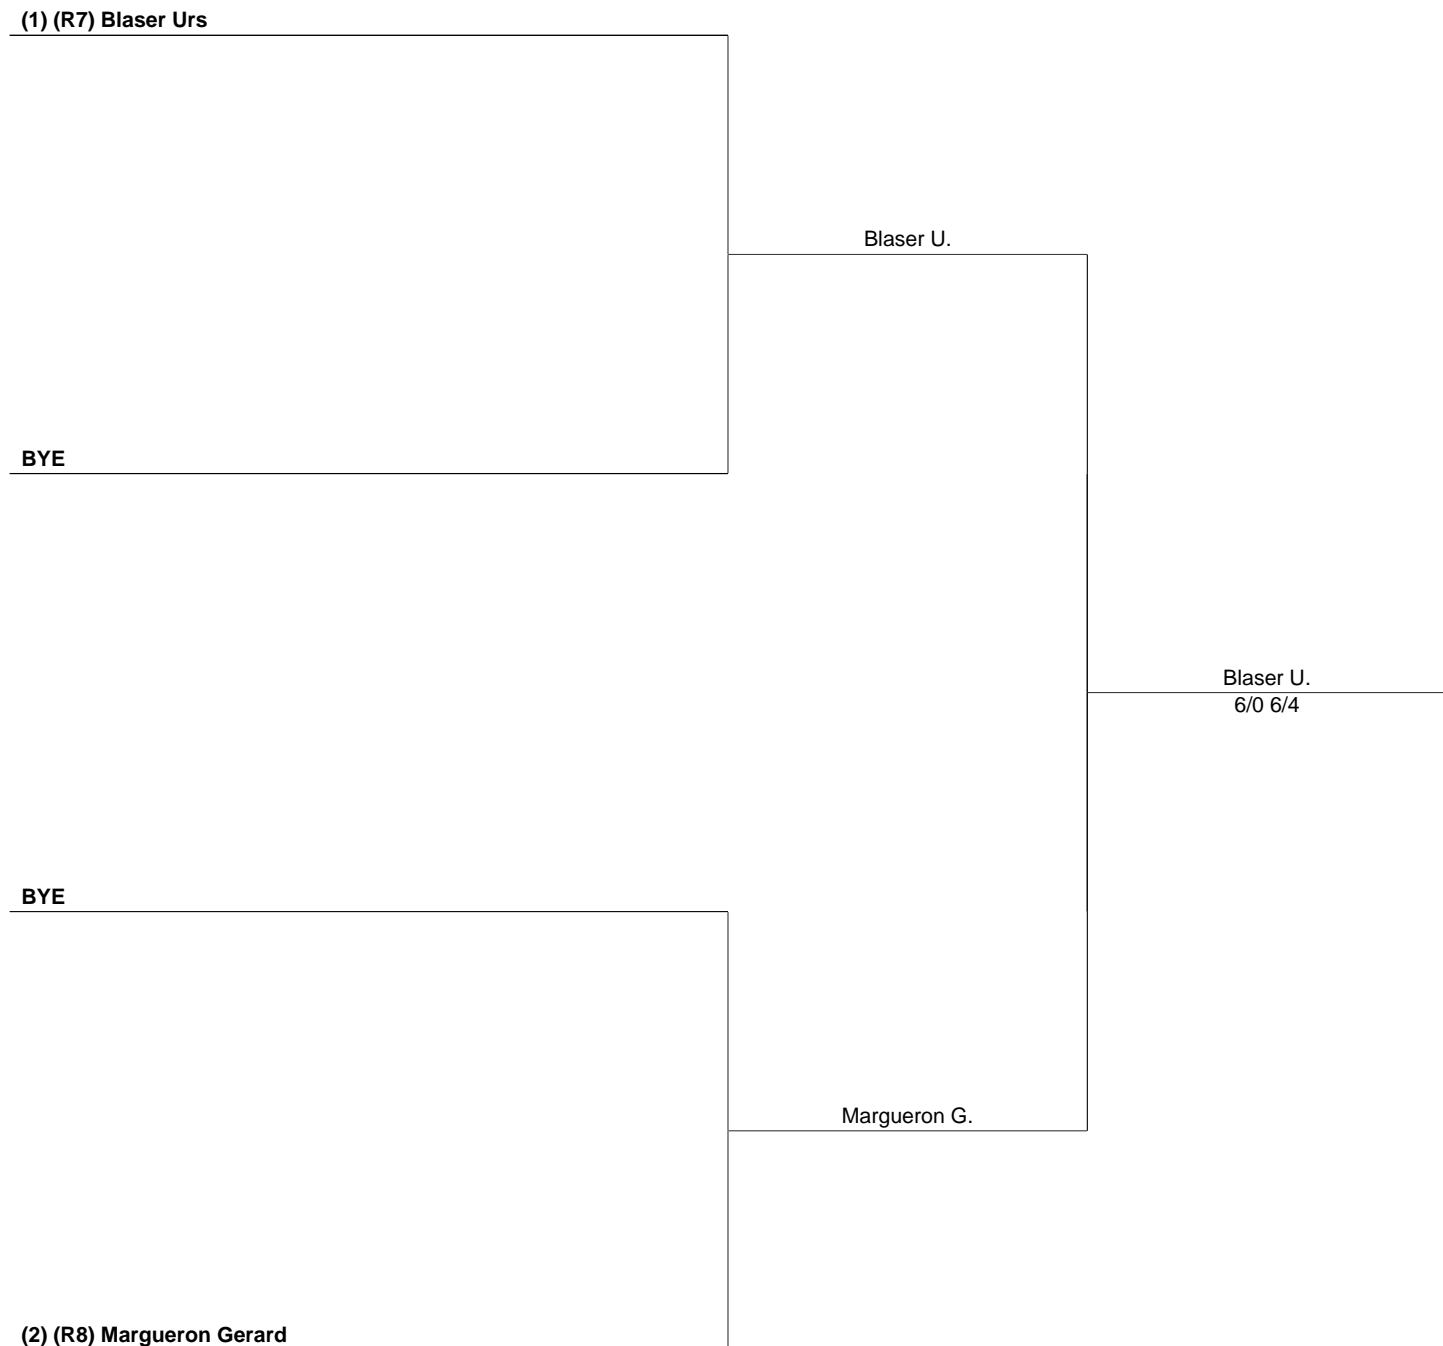 (1) (R7) Blaser Urs
Blaser U.
BYE
Blaser U.
6/0 6/4
BYE
Margueron G.
(2) (R8) Margueron Gerard